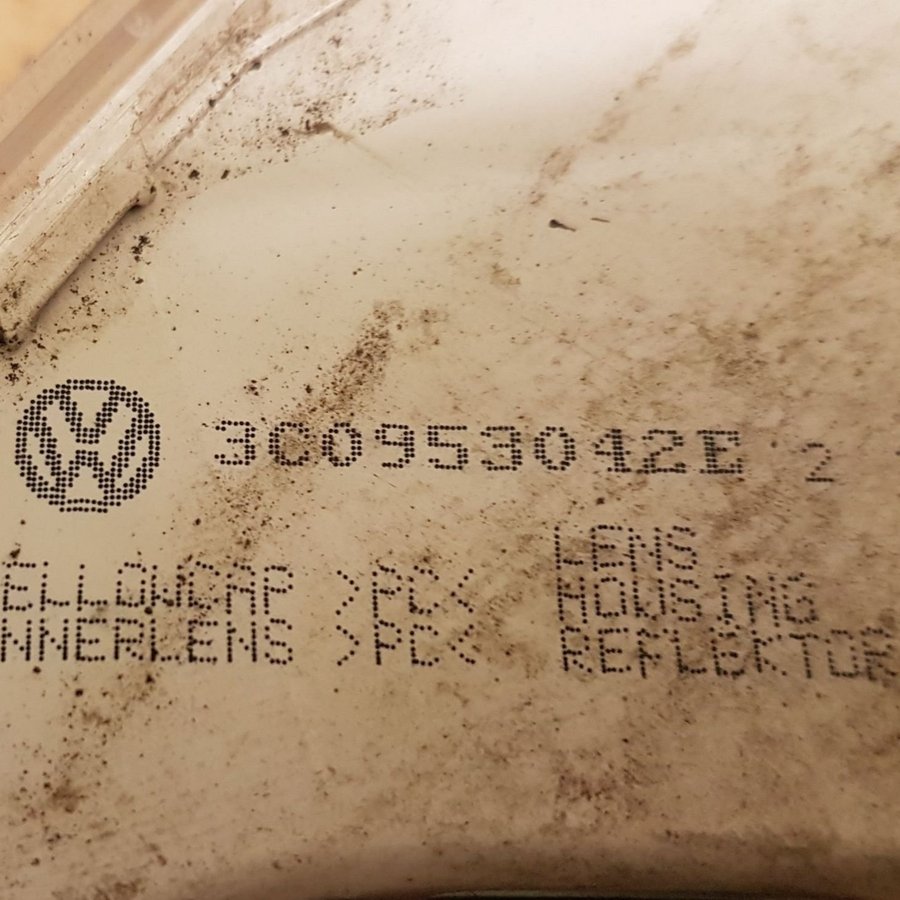 3C0953042E 2
ELLOWCAP >PC< LENS
HOUSING
NNERLENS >PC< REFLEKTOR